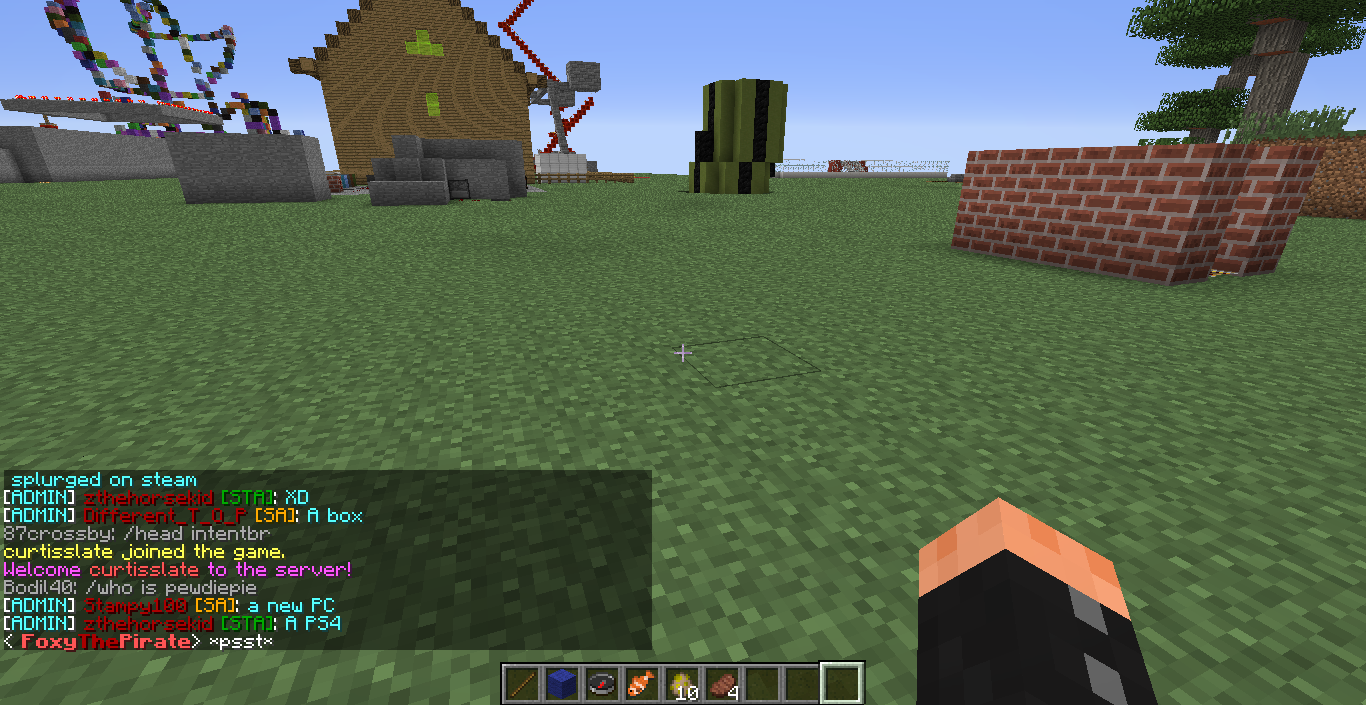 splurged on steam
[ADMIN] zthehorsekid [STA]: XD
[ADMIN] Different_T_O_P [SA]: A box
87crossby: /head intentbr
curtisslate joined the game.
Welcome curtisslate to the server!
Bodil40: /who is pewdiepie
[ADMIN] Stampy100 [SA]: a new PC
[ADMIN] zthehorsekid [STA]: A PS4
< FoxyThePirate> *psst*
10 4